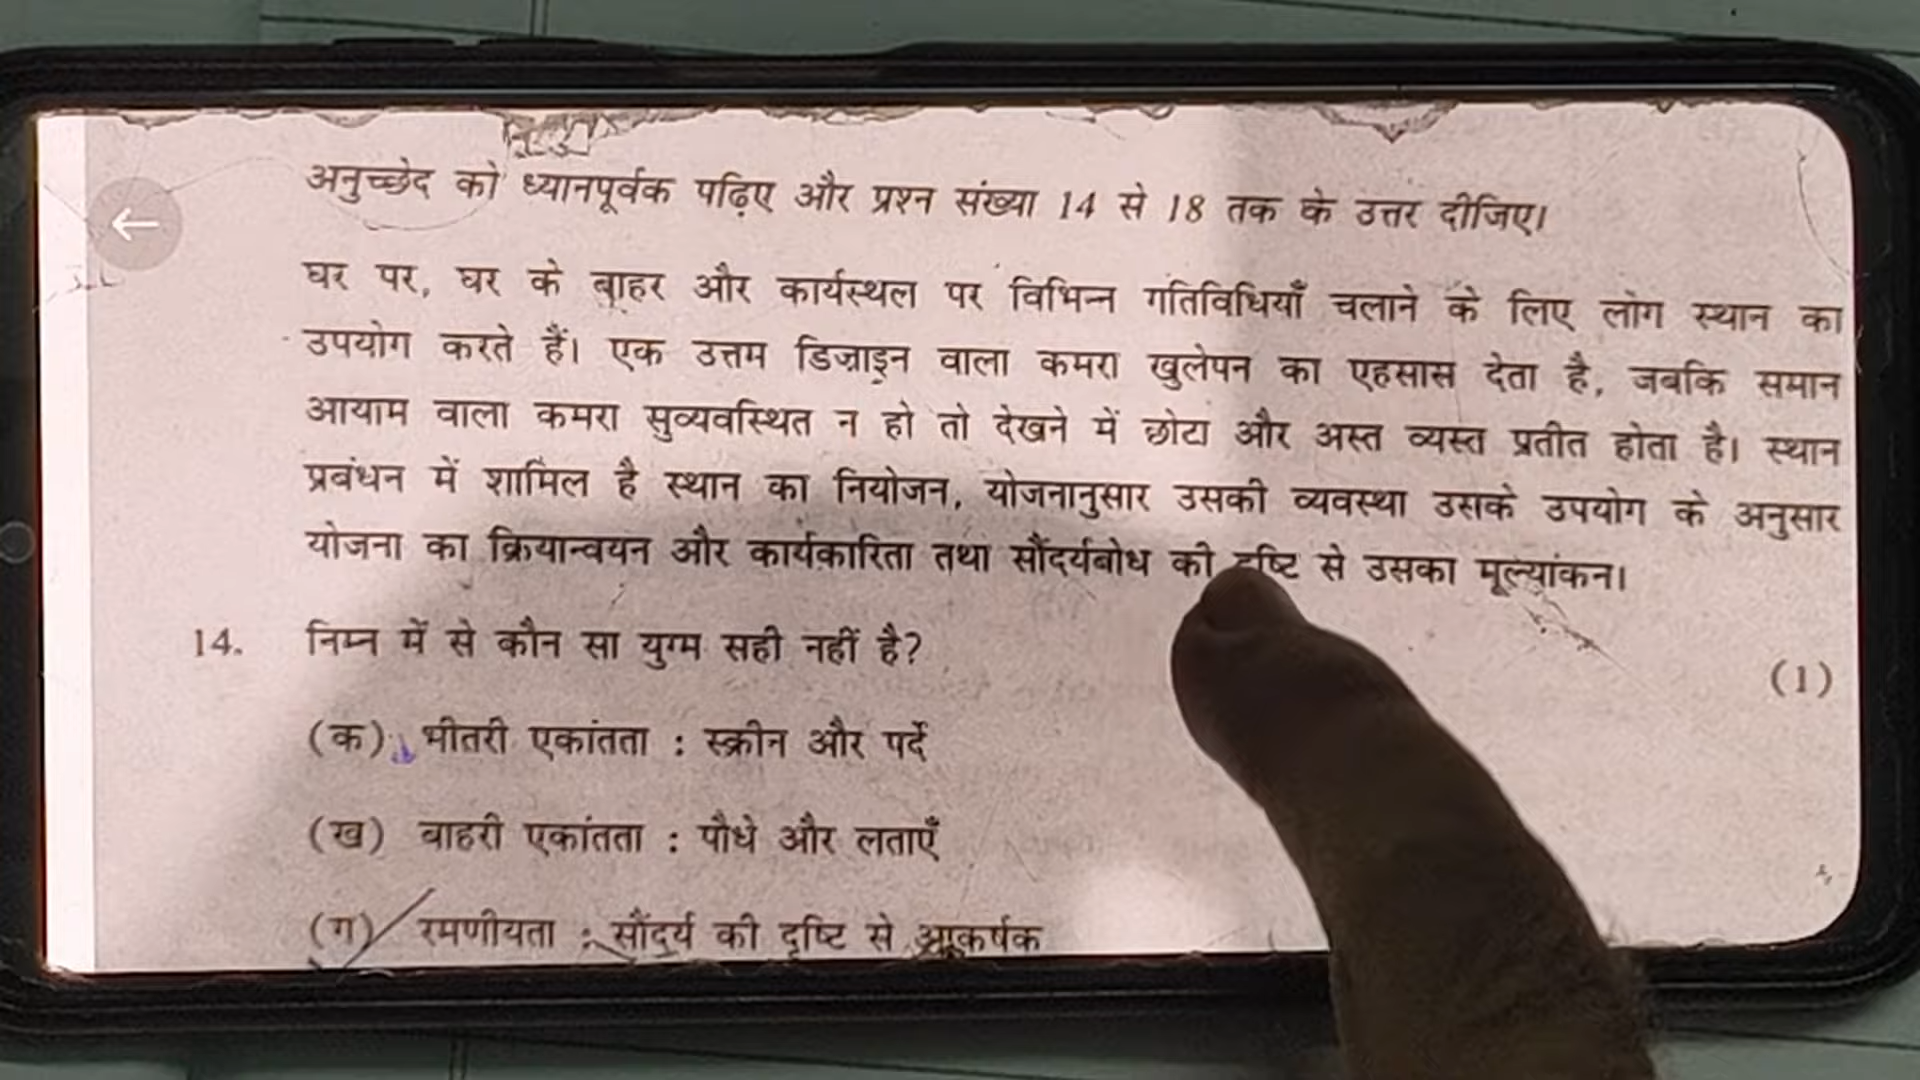 अनुच्छेद को ध्यानपूर्वक पढ़िए और प्रश्न संख्या 14 से 18 तक के उत्तर दीजिए।
घर पर, घर के बाहर और कार्यस्थल पर विभिन्न गतिविधियाँ चलाने के लिए लोग स्थान का
उपयोग करते हैं। एक उत्तम डिज़ाइन वाला कमरा खुलेपन का एहसास देता है, जबकि समान
आयाम वाला कमरा सुव्यवस्थित न हो तो देखने में छोटा और अस्त व्यस्त प्रतीत होता है। स्थान
प्रबंधन में शामिल है स्थान का नियोजन, योजनानुसार उसकी व्यवस्था उसके उपयोग के अनुसार
योजना का क्रियान्वयन और कार्यकारिता तथा सौंदर्यबोध की दृष्टि से उसका मूल्यांकन।
14. निम्न में से कौन सा युग्म सही नहीं है?
(1)
(क) भीतरी एकांतता : स्क्रीन और पर्दे
(ख) बाहरी एकांतता : पौधे और लताएँ
(ग) रमणीयता : सौंदर्य की दृष्टि से आकर्षक